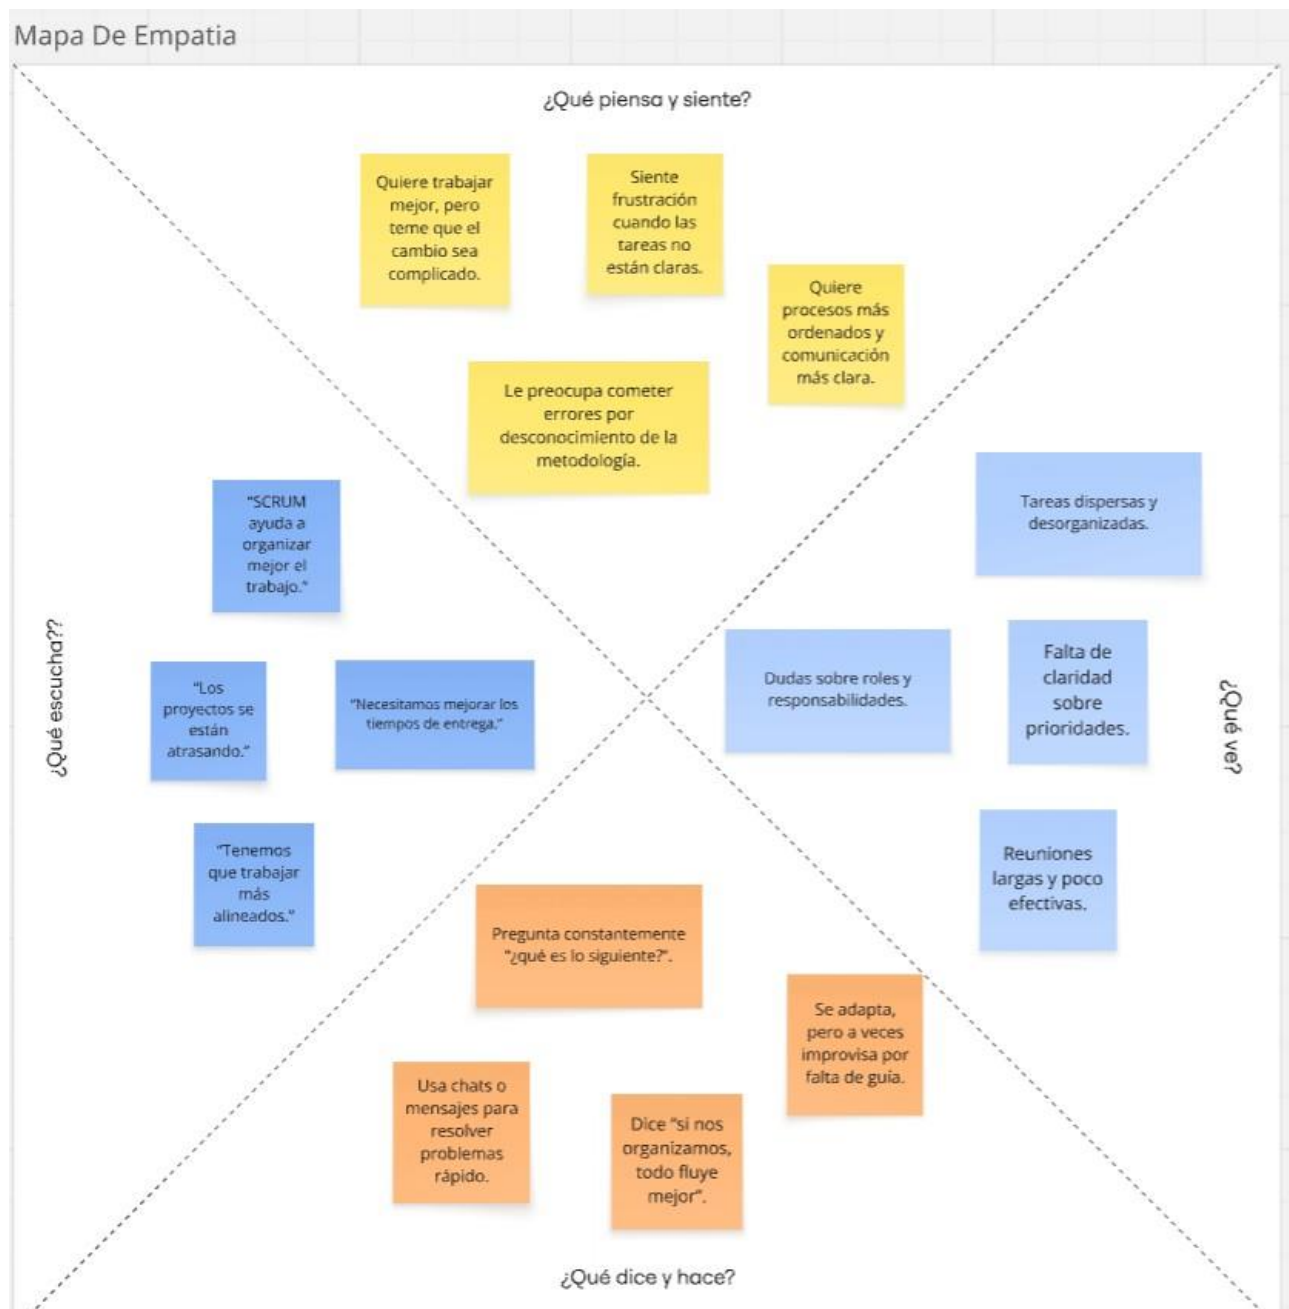 Mapa De Empatia
¿Qué piensa y siente?
Quiere trabajar
mejor, pero
teme que el
cambio sea
complicado.
Siente
frustración
cuando las
tareas no
están claras.
Quiere
procesos más
ordenados y
comunicación
más clara.
Le preocupa cometer
errores por
desconocimiento de la
metodología.
¿Qué escucha??
"SCRUM
ayuda a
organizar
mejor el
trabajo."
"Los
proyectos se
están
atrasando."
"Necesitamos mejorar los
tiempos de entrega."
"Tenemos
que trabajar
más
alineados."
Tareas dispersas y
desorganizadas.
Dudas sobre roles y
responsabilidades.
Falta de
claridad
sobre
prioridades.
Reuniones
largas y poco
efectivas.
¿Qué ve?
Pregunta constantemente
"¿qué es lo siguiente?".
Se adapta,
pero a veces
improvisa por
falta de guía.
Usa chats o
mensajes para
resolver
problemas
rápido.
Dice "si nos
organizamos,
todo fluye
mejor".
¿Qué dice y hace?